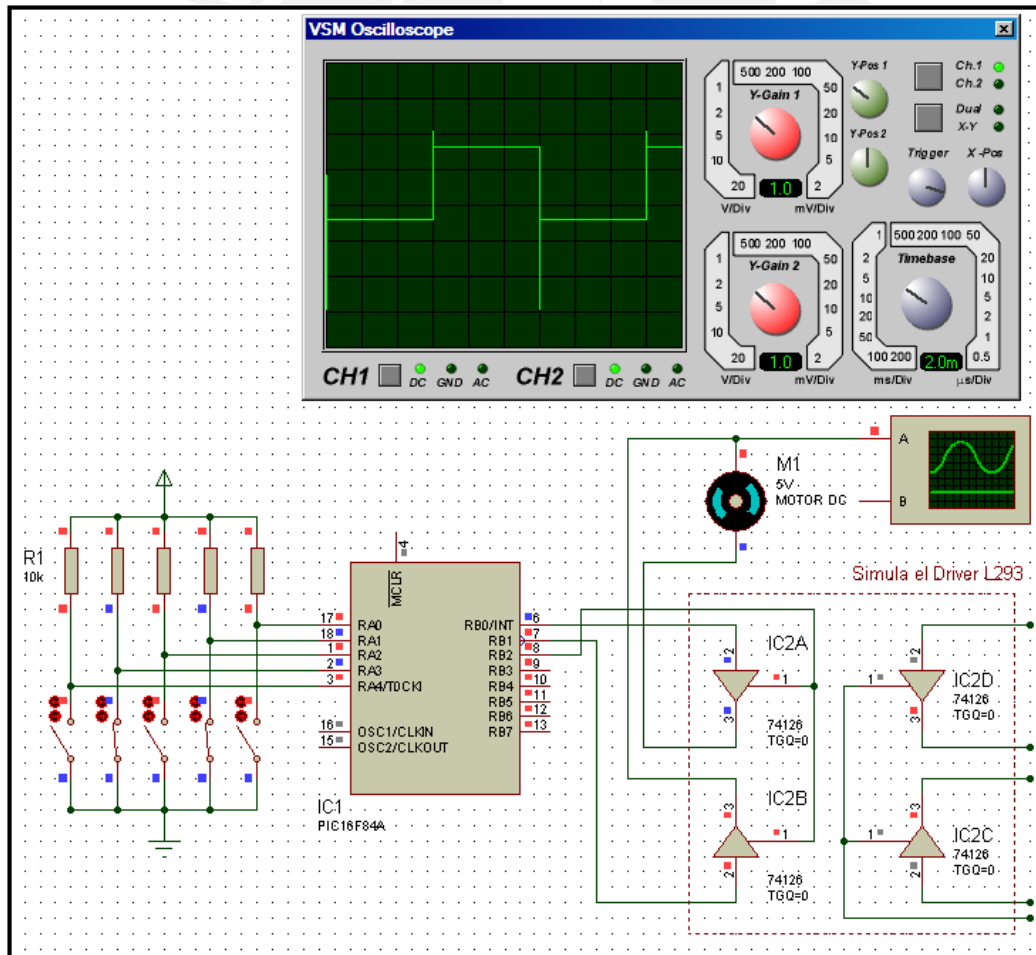 VSM Oscilloscope
500 200 100
1
2
5
10
20
50
20
10
5
2
Y-Gain 1
1.0
V/Div
mV/Div
Y-Pos 1
Y-Pos2
Ch.1
Ch.2
Dual
X-Y
Trigger
X -Pos
500 200 100
1
2
5
10
20
50
20
10
5
2
Y-Gain 2
1.0
V/Div
mV/Div
1
500 200 100 50
2
5
10
20
50
100 200
20
10
5
2
1
0.5
Timebase
2.0m
ms/Div
µs/Div
CH1
DC
GND
AC
CH2
DC
GND
AC
A
B
M1
5V
MOTOR DC
R1
10k
4
MCLR
17
RA0
18
RA1
1
RA2
2
RA3
3
RA4/TOCKI
16
OSC1/CLKIN
15
OSC2/CLKOUT
RB0/INT
6
RB1
7
RB2
8
RB3
9
RB4
10
RB5
11
RB6
12
RB7
13
IC1
PIC16F84A
Simula el Driver L293
2
1
3
IC2A
74126
TGQ=0
2
1
3
IC2D
74126
TGQ=0
3
1
2
IC2B
74126
TGQ=0
3
1
2
IC2C
74126
TGQ=0